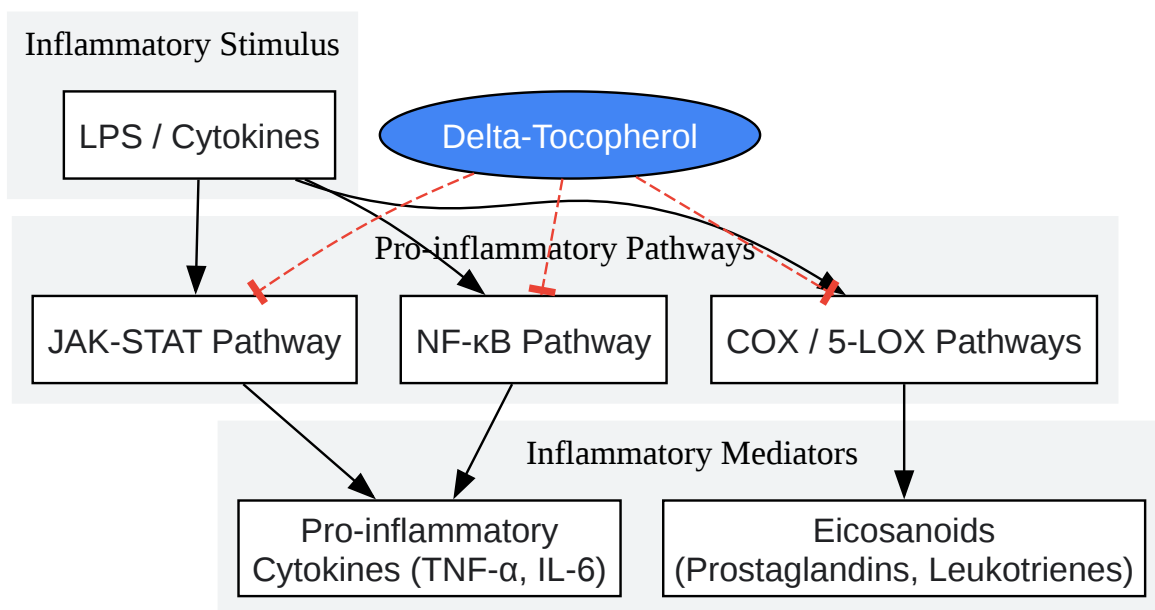 Inflammatory Stimulus
LPS / Cytokines
Delta-Tocopherol
Pro-inflammatory Pathways
JAK-STAT Pathway
NF-κB Pathway
COX / 5-LOX Pathways
Inflammatory Mediators
Pro-inflammatory
Cytokines (TNF-α, IL-6)
Eicosanoids
(Prostaglandins, Leukotrienes)